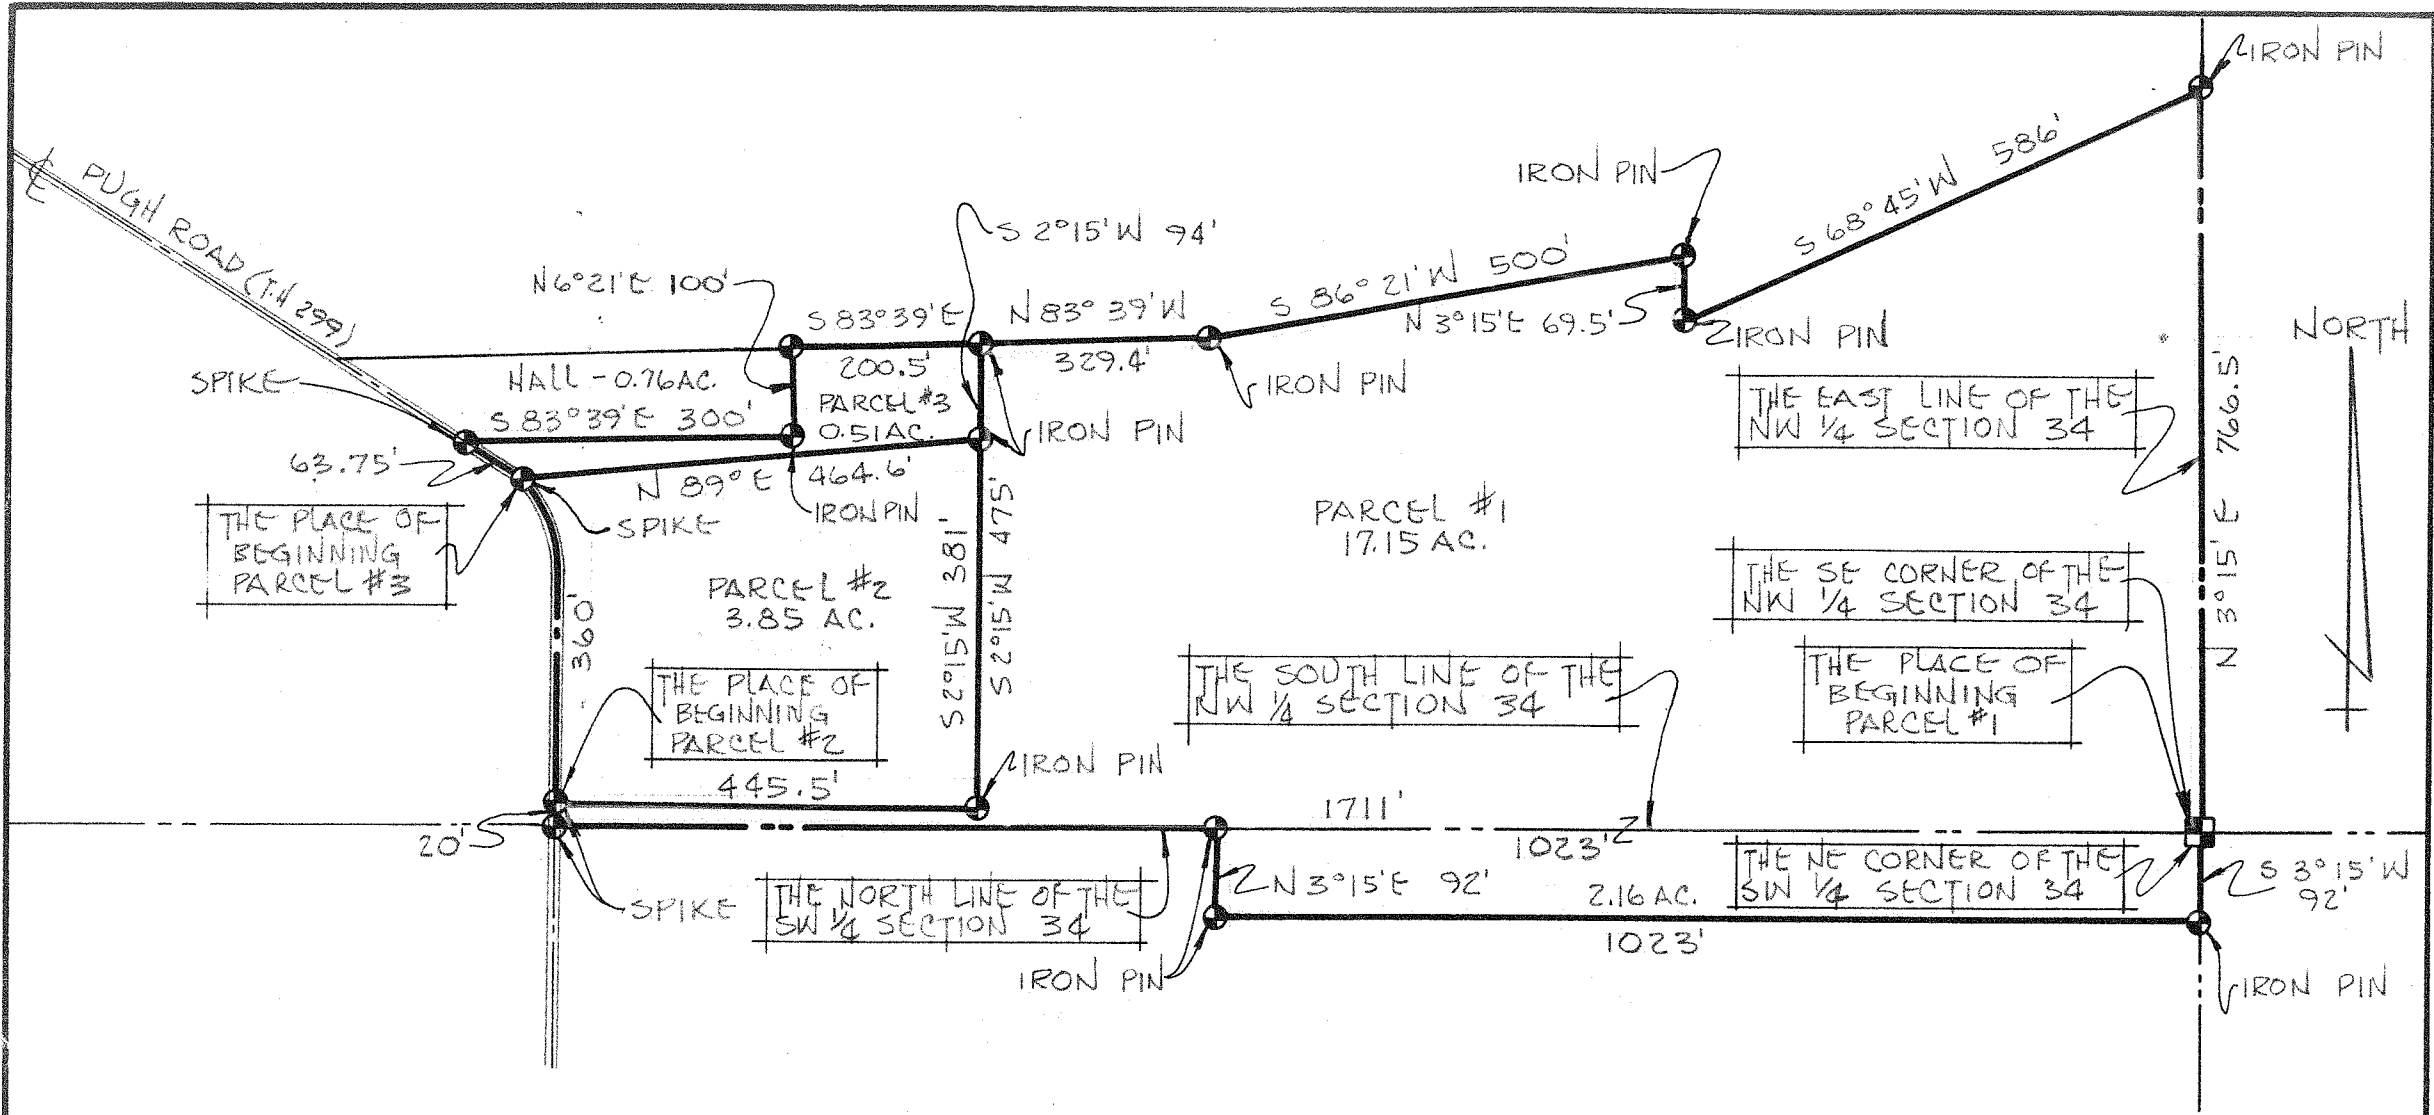 IRON PIN
PUGH ROAD (T.H 299)
IRON PIN
S 68° 45' W 586'
S 2°15' W 94'
N 6°21' E 100'
S 86° 21' W 500'
S 83°39' E
N 83° 39' W
N 3°15' E 69.5'
IRON PIN
NORTH
200.5'
329.4'
HALL - 0.76 AC.
SPIKE
IRON PIN
PARCEL #3
0.51 AC.
S 83°39' E 300'
IRON PIN
THE EAST LINE OF THE
NW 1/4 SECTION 34
N 3°15' E 766.5'
63.75'
N 89° E 464.6'
IRON PIN
SPIKE
THE PLACE OF
BEGINNING
PARCEL #3
PARCEL #1
17.15 AC.
PARCEL #2
3.85 AC.
360'
S 2°15' W 381'
S 2°15' W 475'
THE SE CORNER OF THE
NW 1/4 SECTION 34
THE PLACE OF
BEGINNING
PARCEL #1
THE SOUTH LINE OF THE
NW 1/4 SECTION 34
THE PLACE OF
BEGINNING
PARCEL #2
445.5'
IRON PIN
1711'
20'
1023'
THE NE CORNER OF THE
SW 1/4 SECTION 34
S 3°15' W
92'
N 3°15' E 92'
2.16 AC.
SPIKE
THE NORTH LINE OF THE
SW 1/4 SECTION 34
1023'
IRON PIN
IRON PIN